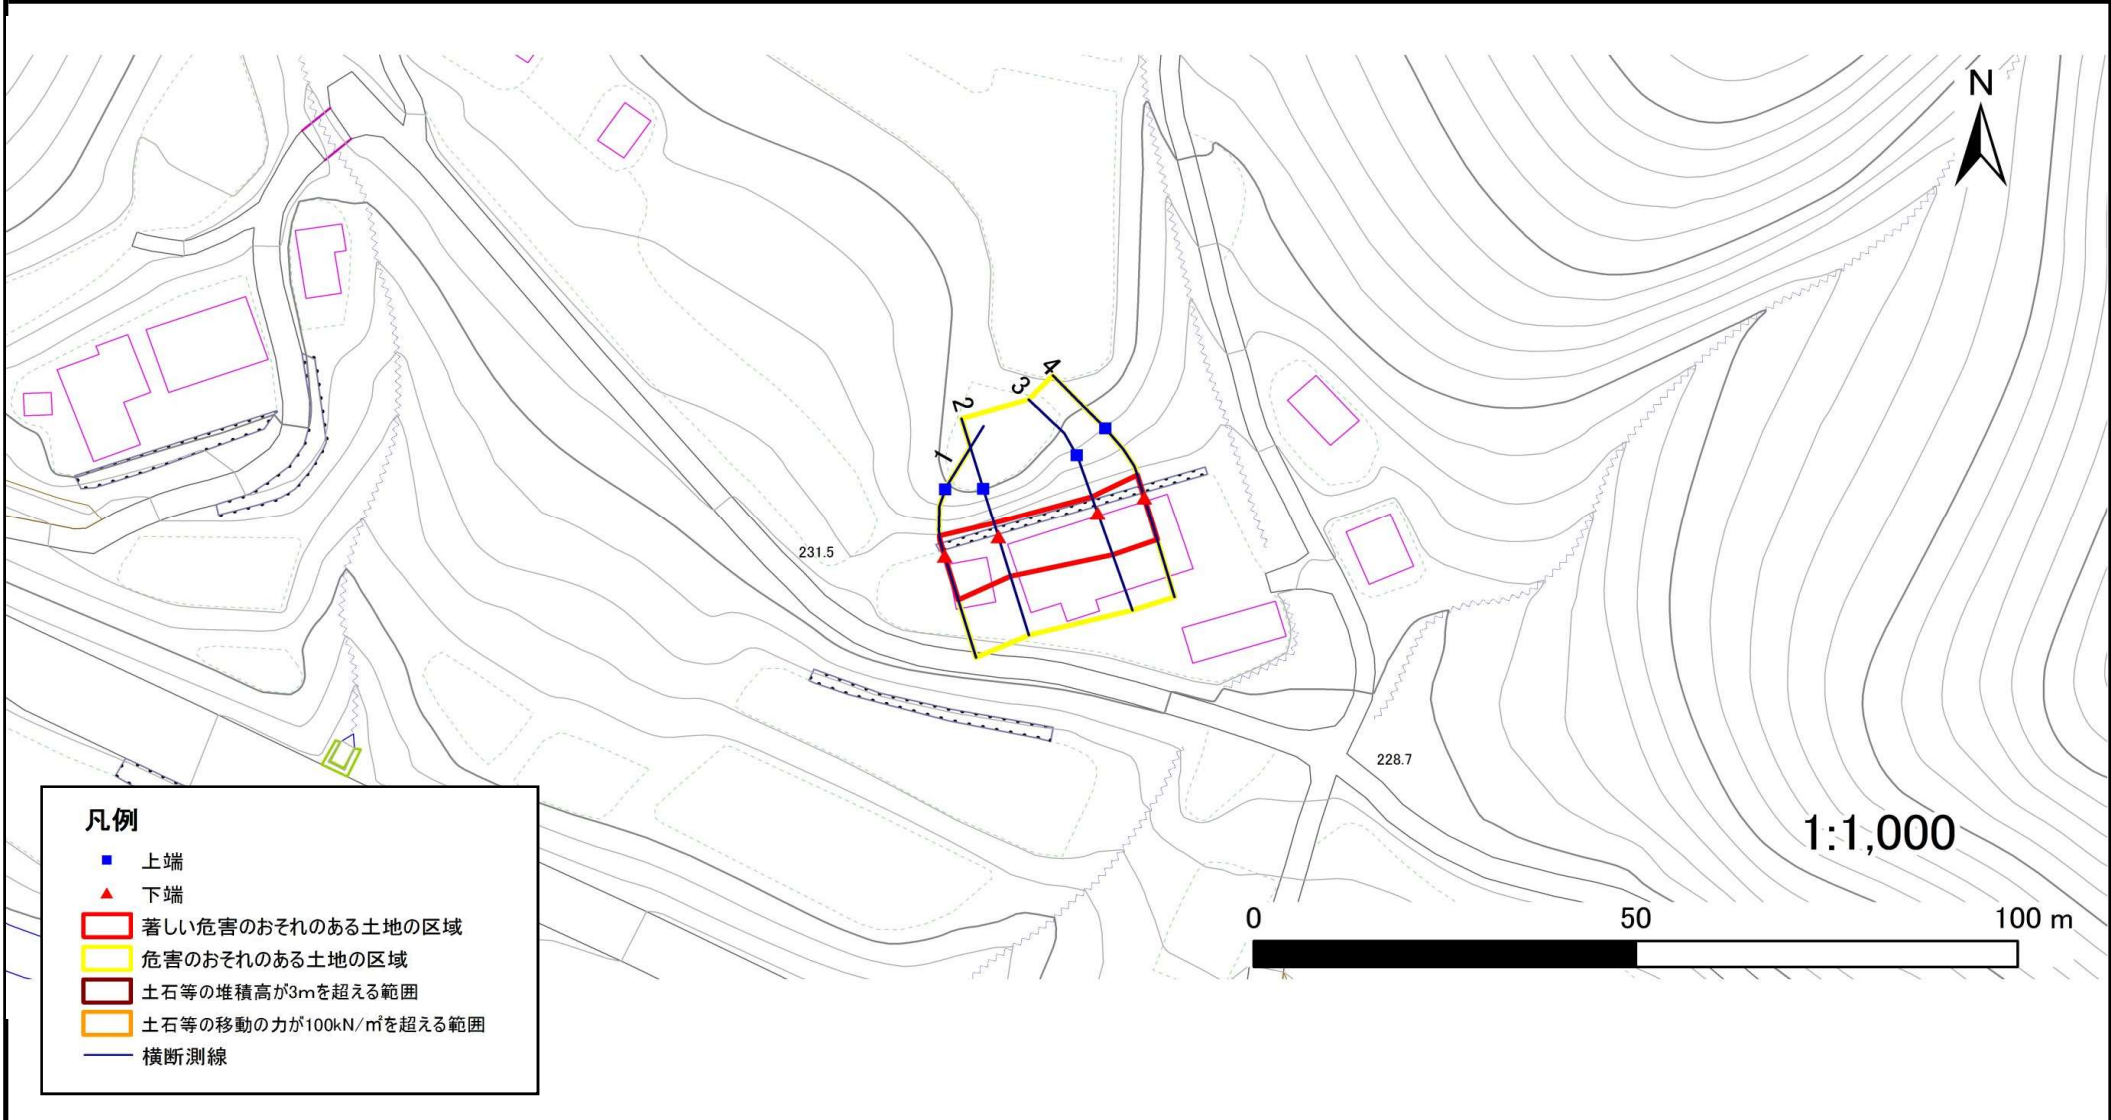 N
4
3
2
1
231.5
228.7
1:1,000
0 50 100 m
凡例
上端
下端
著しい危害のおそれのある土地の区域
危害のおそれのある土地の区域
土石等の堆積高が3mを超える範囲
土石等の移動の力が100kN/㎡を超える範囲
横断測線